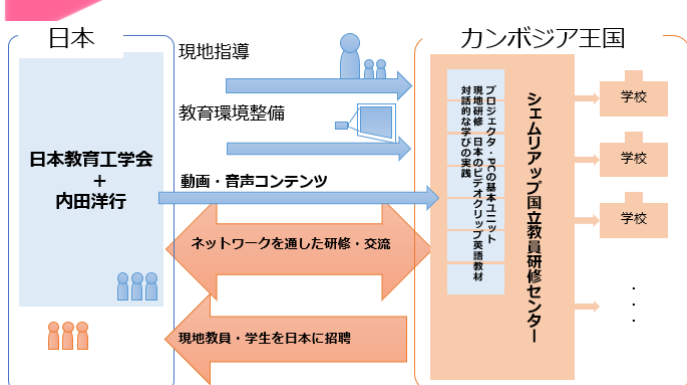 日本
カンボジア王国
現地指導
教育環境整備
動画・音声コンテンツ
ネットワークを通した研修・交流
現地教員・学生を日本に招聘
日本教育工学会
+
内田洋行
プロジェクタ・PCの基本ユニット
現地研修 日本のビデオクリップ英語教材
対話的な学びの実践
シェムリアップ国立教員研修センター
学校
学校
学校
・
・
・